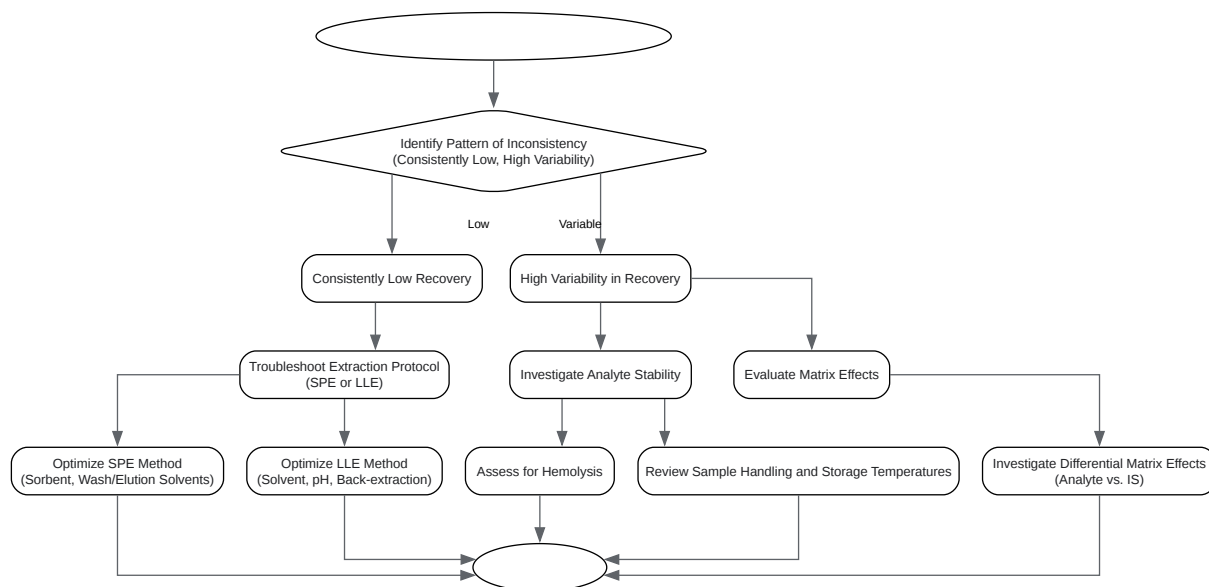 Identify Pattern of Inconsistency
(Consistently Low, High Variability)
Low
Variable
Consistently Low Recovery
High Variability in Recovery
Troubleshoot Extraction Protocol
(SPE or LLE)
Investigate Analyte Stability
Evaluate Matrix Effects
Optimize SPE Method
(Sorbent, Wash/Elution Solvents)
Optimize LLE Method
(Solvent, pH, Back-extraction)
Assess for Hemolysis
Review Sample Handling and Storage Temperatures
Investigate Differential Matrix Effects
(Analyte vs. IS)